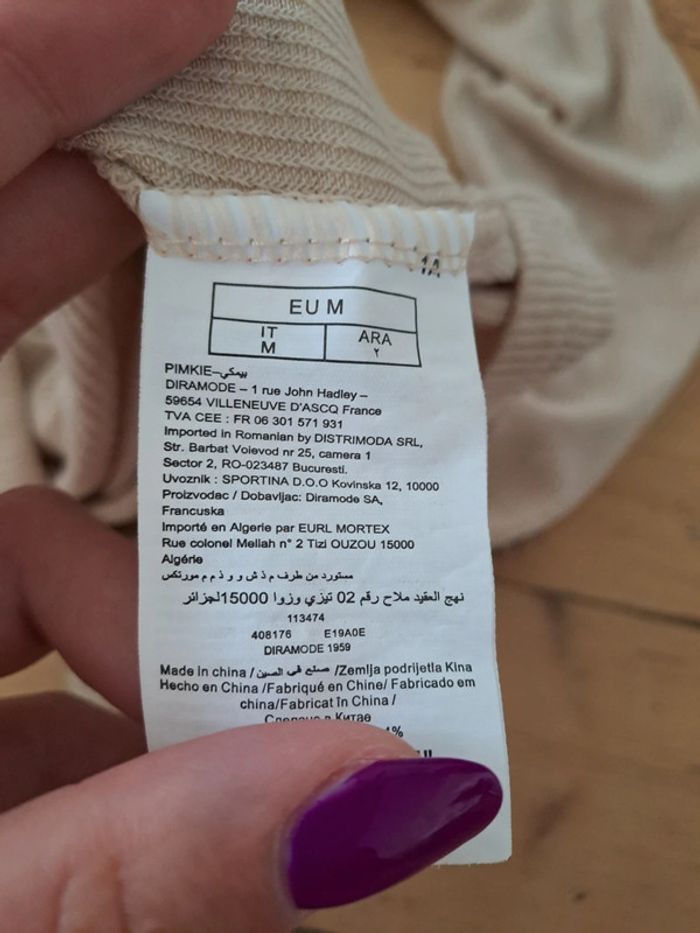 1A
EU M
IT
M
ARA
٢
PIMKIE–بيمكي
DIRAMODE – 1 rue John Hadley –
59654 VILLENEUVE D'ASCQ France
TVA CEE : FR 06 301 571 931
Imported in Romanian by DISTRIMODA SRL,
Str. Barbat Voievod nr 25, camera 1
Sector 2, RO-023487 Bucuresti.
Uvoznik : SPORTINA D.O.O Kovinska 12, 10000
Proizvodac / Dobavljac: Diramode SA,
Francuska
Importé en Algerie par EURL MORTEX
Rue colonel Mellah n° 2 Tizi OUZOU 15000
Algérie
مستورد من طرف م ذ ش و و ذ م م مورتكس
نهج العقيد ملاح رقم 02 تيزي وزوا 15000لجزائر
113474
408176 E19A0E
DIRAMODE 1959
Made in china / صنع في الصين /Zemlja podrijetla Kina
Hecho en China /Fabriqué en Chine/ Fabricado em
china/Fabricat In China /
Сделано в Китае
%